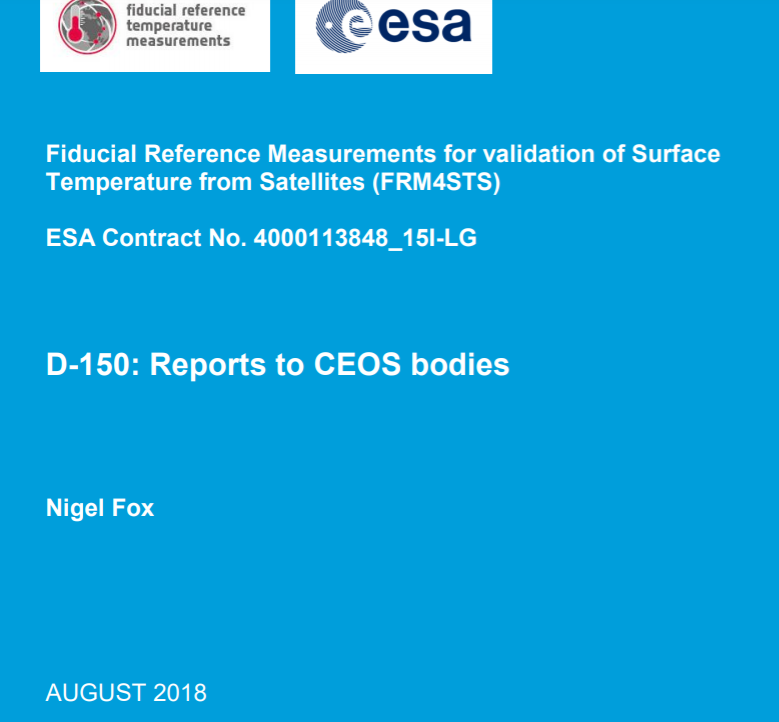 fiducial reference
temperature
measurements
esa
Fiducial Reference Measurements for validation of Surface
Temperature from Satellites (FRM4STS)
ESA Contract No. 4000113848_15I-LG
D-150: Reports to CEOS bodies
Nigel Fox
AUGUST 2018